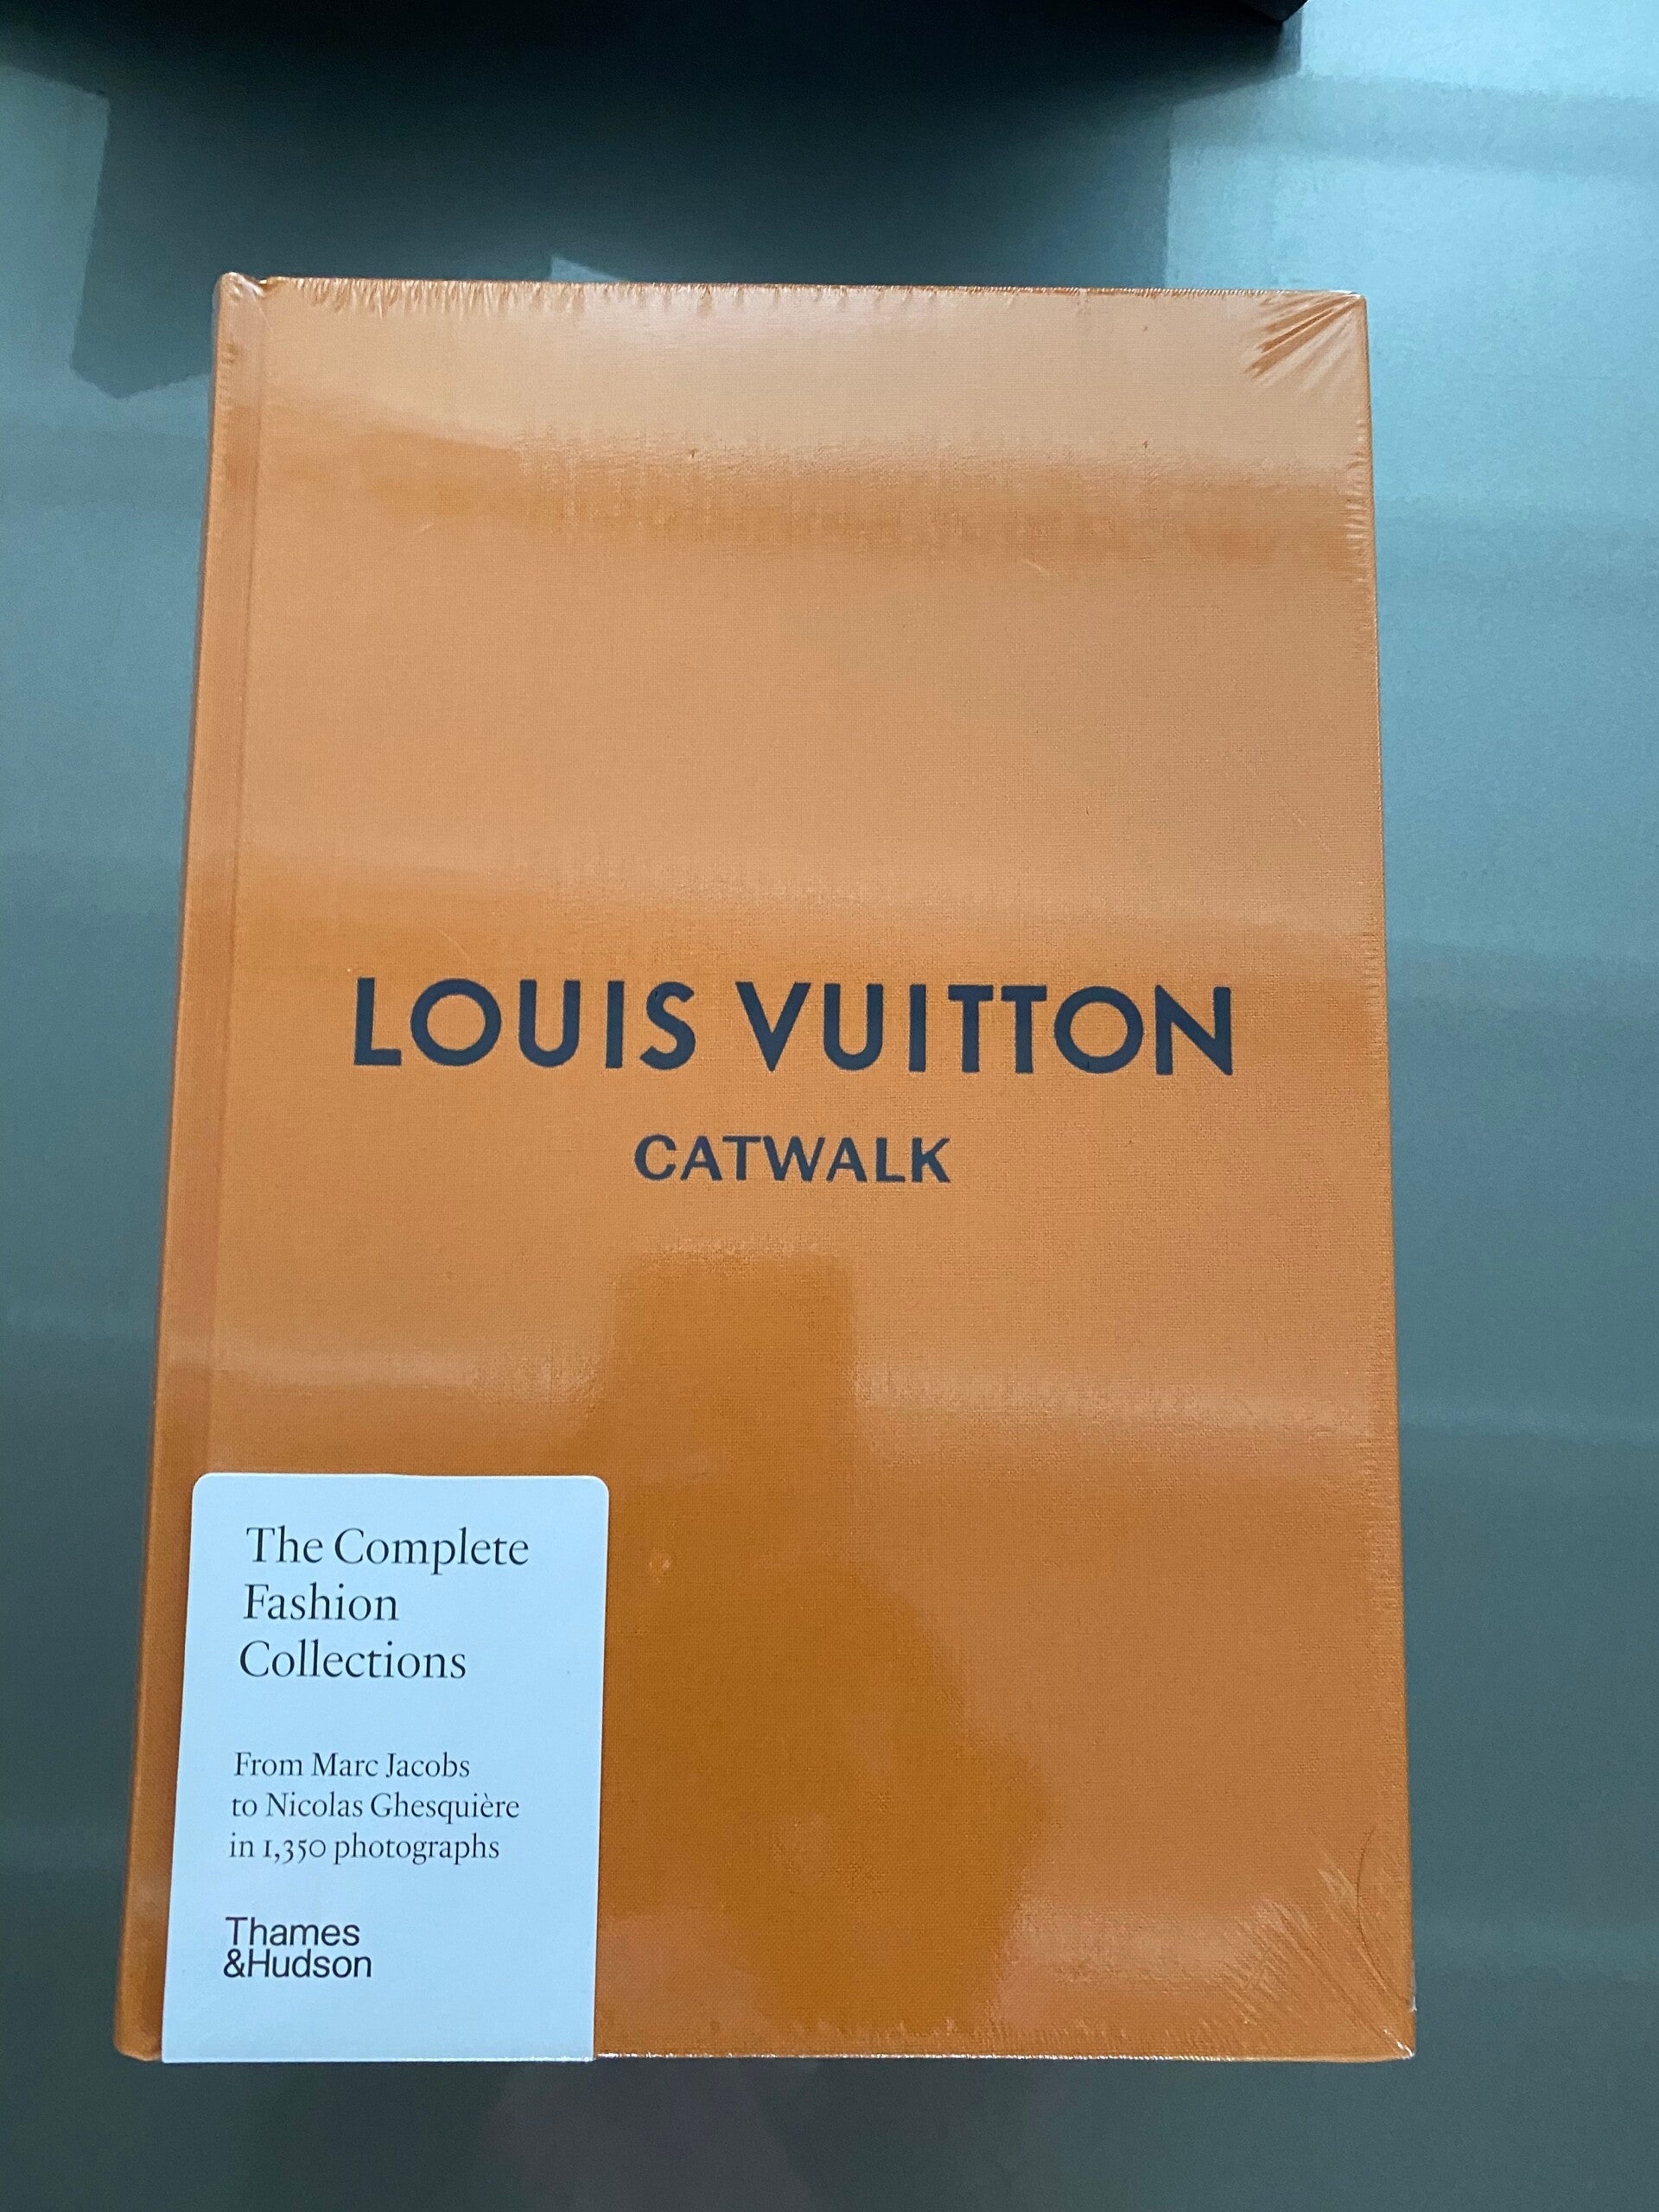 LOUIS VUITTON
CATWALK
The Complete
Fashion
Collections
From Marc Jacobs
to Nicolas Ghesquière
in 1,350 photographs
Thames
&Hudson